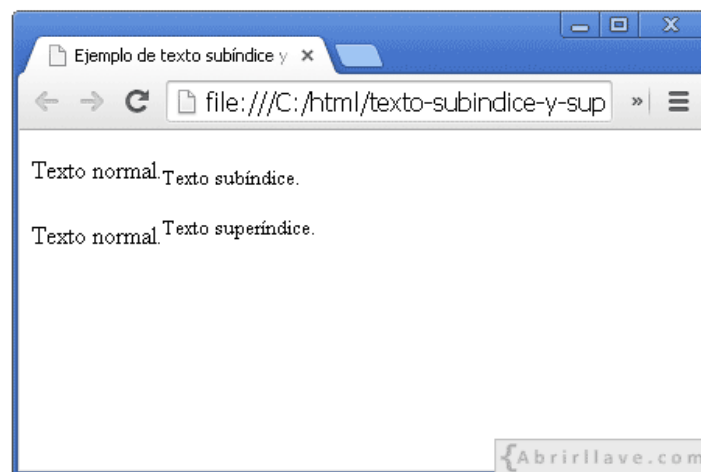 Ejemplo de texto subíndice y
file:///C:/html/texto-subindice-y-sup
Texto normal.Texto subíndice.
Texto normal.Texto superíndice.
{Abrirllave.com